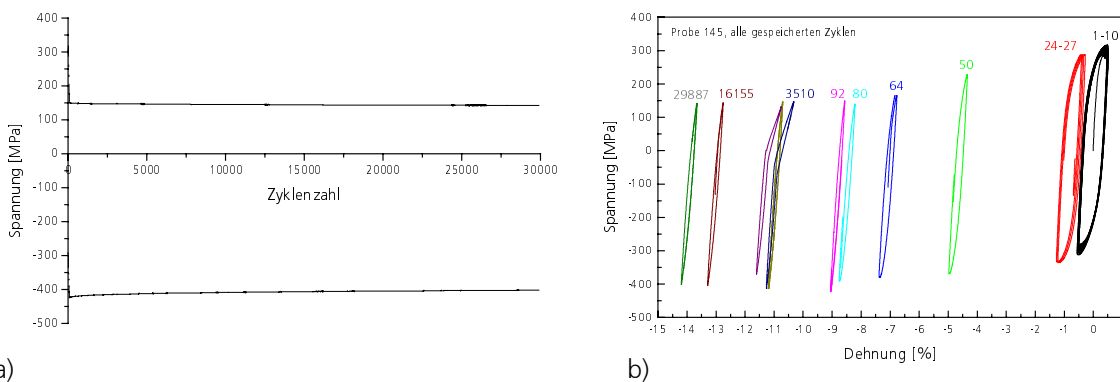 400
300
200
100
0
-100
-200
-300
-400
-500
Spannung [MPa]
0 5000 10000 15000 20000 25000 30000
Zyklenzahl
a)
400
300
200
100
0
-100
-200
-300
-400
-500
Spannung [MPa]
Probe 145, alle gespeicherten Zyklen
29887 16155 3510 92 80 64 50 24-27 1-10
-15 -14 -13 -12 -11 -10 -9 -8 -7 -6 -5 -4 -3 -2 -1 0
Dehnung [%]
b)